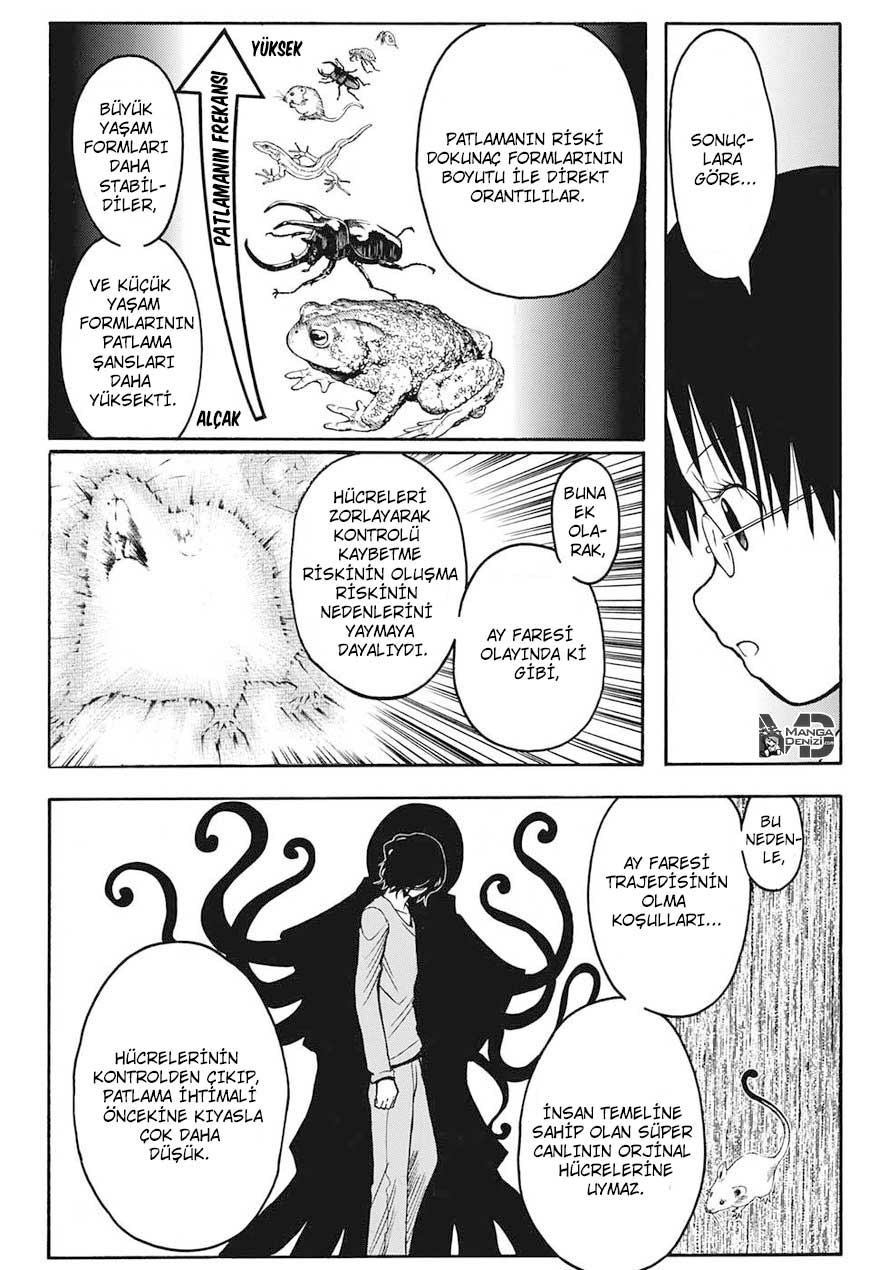 SONUÇ-
LARA
GÖRE...
PATLAMANIN RİSKİ
DOKUNAÇ FORMLARININ
BOYUTU İLE DİREKT
ORANTILILAR.
YÜKSEK
PATLAMANIN FREKANSI
ALÇAK
BÜYÜK
YAŞAM
FORMLARI
DAHA
STABİL-
DİLER,
VE KÜÇÜK
YAŞAM
FORMLARININ
PATLAMA
ŞANSLARI
DAHA
YÜKSEKTİ.
BUNA
EK
OLA-
RAK,
AY FARESİ
OLAYINDA Kİ
GİBİ,
HÜCRELERİ
ZORLAYARAK
KONTROLÜ
KAYBETME
RİSKİNİN OLUŞMA
RİSKİNİN
NEDENLERİNİ
YAYMAYA
DAYALIYDI.
MD
MANGA
DENİZİ
BU
NEDEN-
LE,
AY FARESİ
TRAJEDİSİNİN
OLMA
KOŞULLARI...
İNSAN TEMELİNE
SAHİP OLAN SÜPER
CANLININ ORJİNAL
HÜCRELERİNE
UYMAZ.
HÜCRELERİNİN
KONTROLDEN ÇIKIP,
PATLAMA İHTİMALİ
ÖNCEKİNE KIYASLA
ÇOK DAHA
DÜŞÜK.